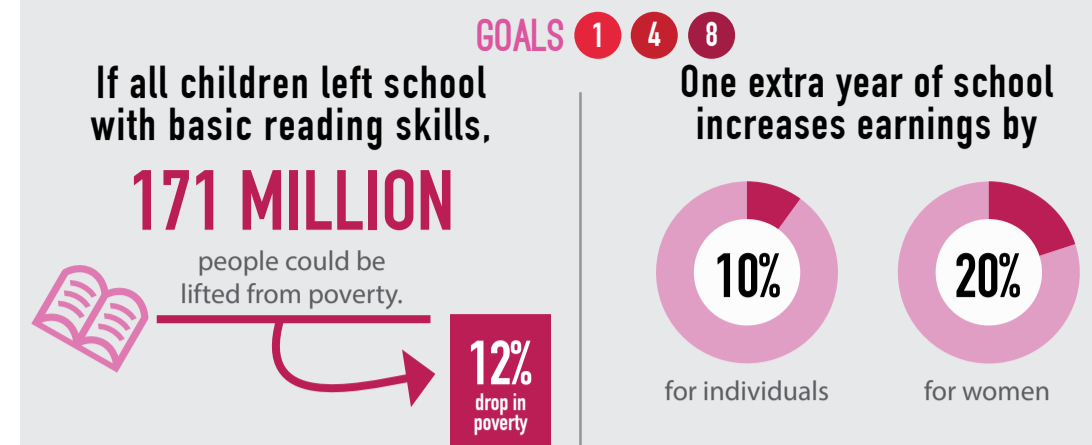 GOALS 1 4 8
If all children left school
with basic reading skills,
171 MILLION
people could be
lifted from poverty.
12%
drop in
poverty
One extra year of school
increases earnings by
10%
for individuals
20%
for women